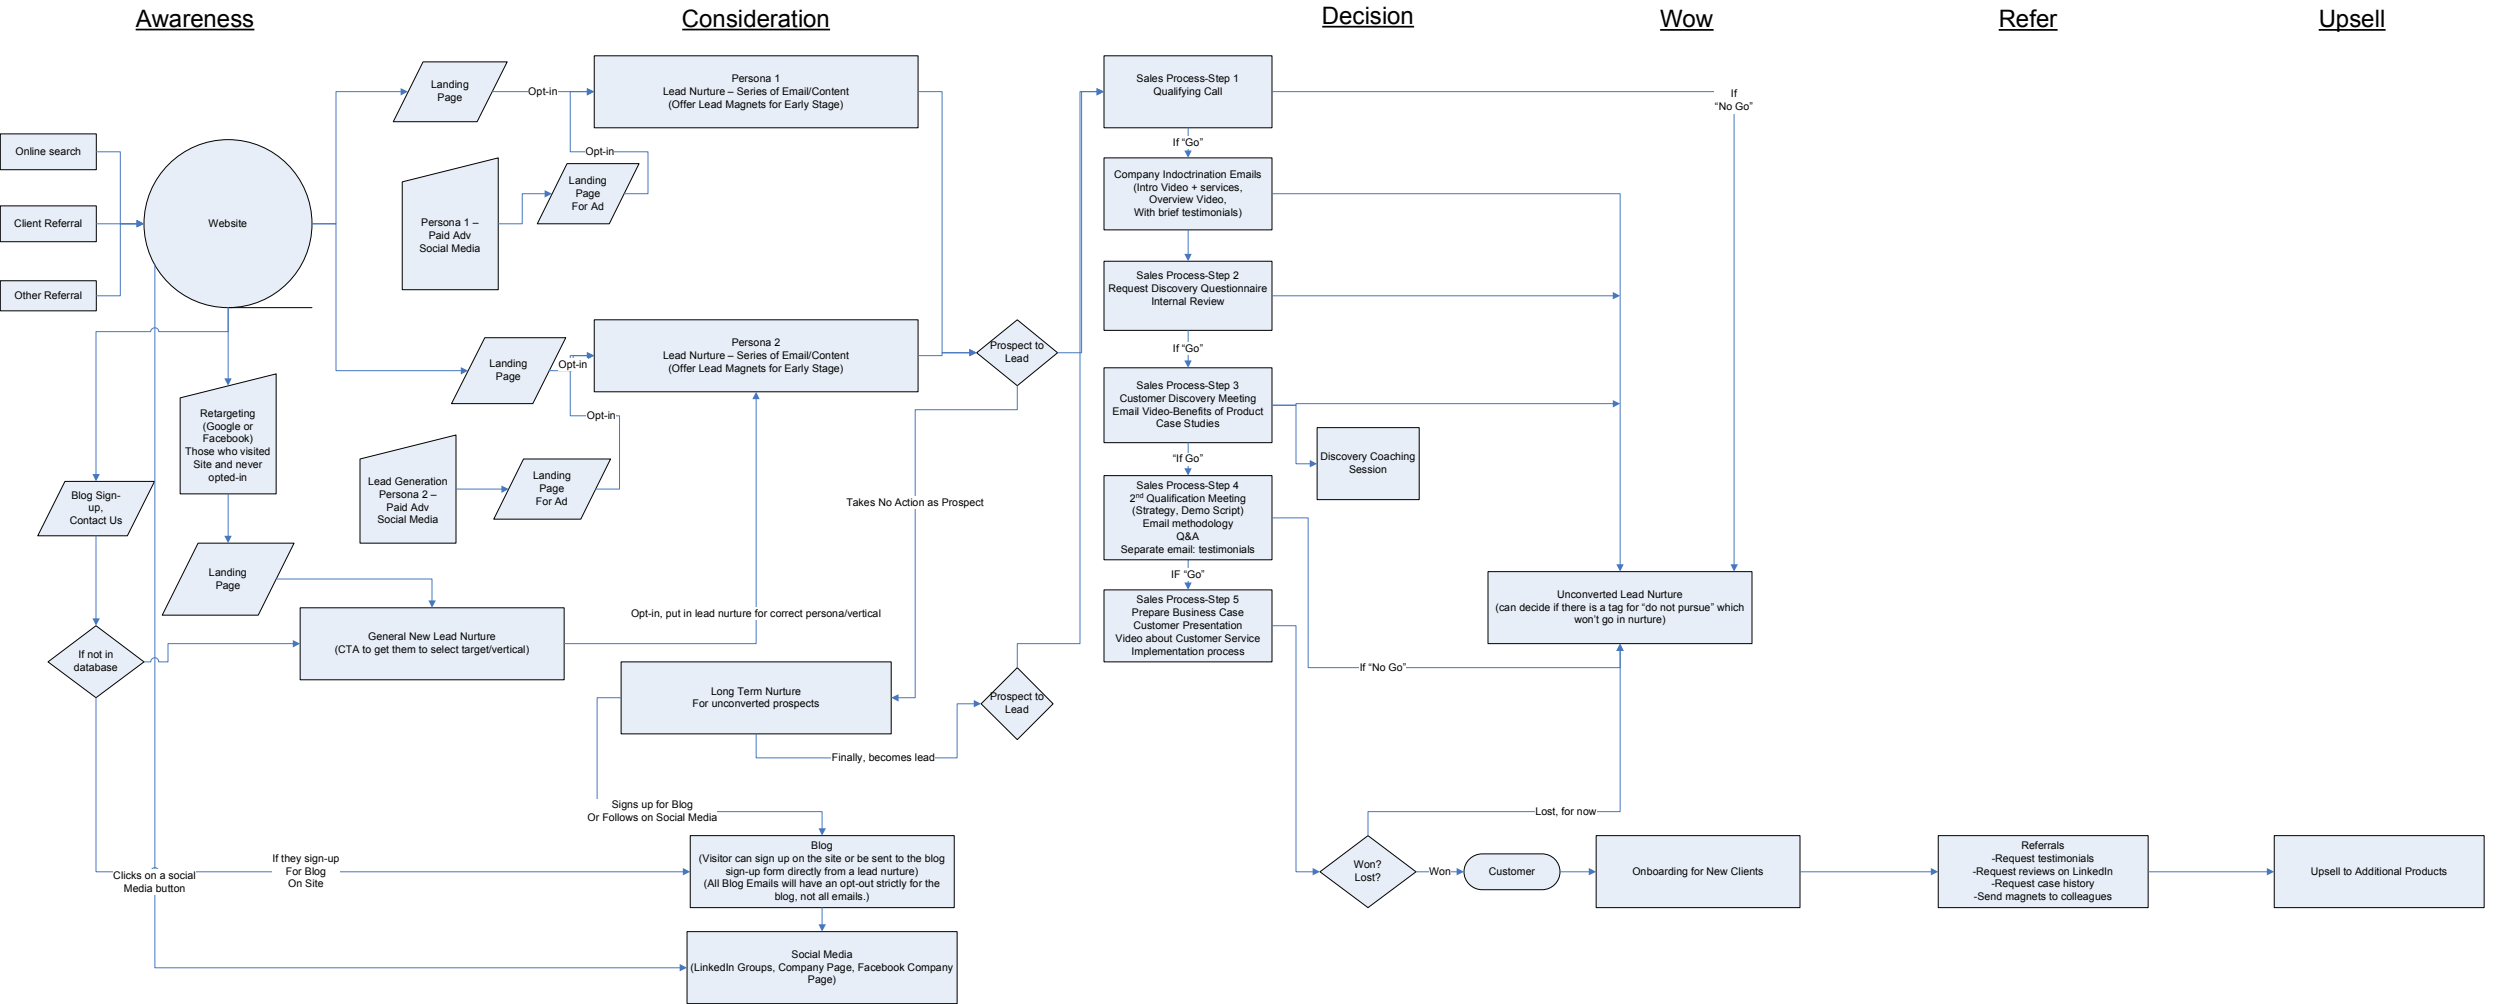 Awareness
Consideration
Decision
Wow
Refer
Upsell
Online search
Client Referral
Other Referral
Website
Landing
Page
Opt-in
Persona 1
Lead Nurture – Series of Email/Content
(Offer Lead Magnets for Early Stage)
Opt-in
Persona 1 –
Paid Adv
Social Media
Landing
Page
For Ad
Landing
Page
Opt-in
Persona 2
Lead Nurture – Series of Email/Content
(Offer Lead Magnets for Early Stage)
Opt-in
Lead Generation
Persona 2 –
Paid Adv
Social Media
Landing
Page
For Ad
Retargeting
(Google or
Facebook)
Those who visited
Site and never
opted-in
Blog Sign-
up,
Contact Us
Landing
Page
If not in
database
General New Lead Nurture
(CTA to get them to select target/vertical)
Opt-in, put in lead nurture for correct persona/vertical
Prospect to
Lead
Takes No Action as Prospect
Long Term Nurture
For unconverted prospects
Finally, becomes lead
Prospect to
Lead
Signs up for Blog
Or Follows on Social Media
Clicks on a social
Media button
If they sign-up
For Blog
On Site
Blog
(Visitor can sign up on the site or be sent to the blog
sign-up form directly from a lead nurture)
(All Blog Emails will have an opt-out strictly for the
blog, not all emails.)
Social Media
(LinkedIn Groups, Company Page, Facebook Company
Page)
Sales Process-Step 1
Qualifying Call
If
“No Go”
If “Go”
Company Indoctrination Emails
(Intro Video + services,
Overview Video,
With brief testimonials)
Sales Process-Step 2
Request Discovery Questionnaire
Internal Review
If “Go”
Sales Process-Step 3
Customer Discovery Meeting
Email Video-Benefits of Product
Case Studies
Discovery Coaching
Session
“If Go”
Sales Process-Step 4
2nd Qualification Meeting
(Strategy, Demo Script)
Email methodology
Q&A
Separate email: testimonials
IF “Go”
Sales Process-Step 5
Prepare Business Case
Customer Presentation
Video about Customer Service
Implementation process
If “No Go”
Unconverted Lead Nurture
(can decide if there is a tag for “do not pursue” which
won’t go in nurture)
Lost, for now
Won?
Lost?
Won
Customer
Onboarding for New Clients
Referrals
-Request testimonials
-Request reviews on LinkedIn
-Request case history
-Send magnets to colleagues
Upsell to Additional Products